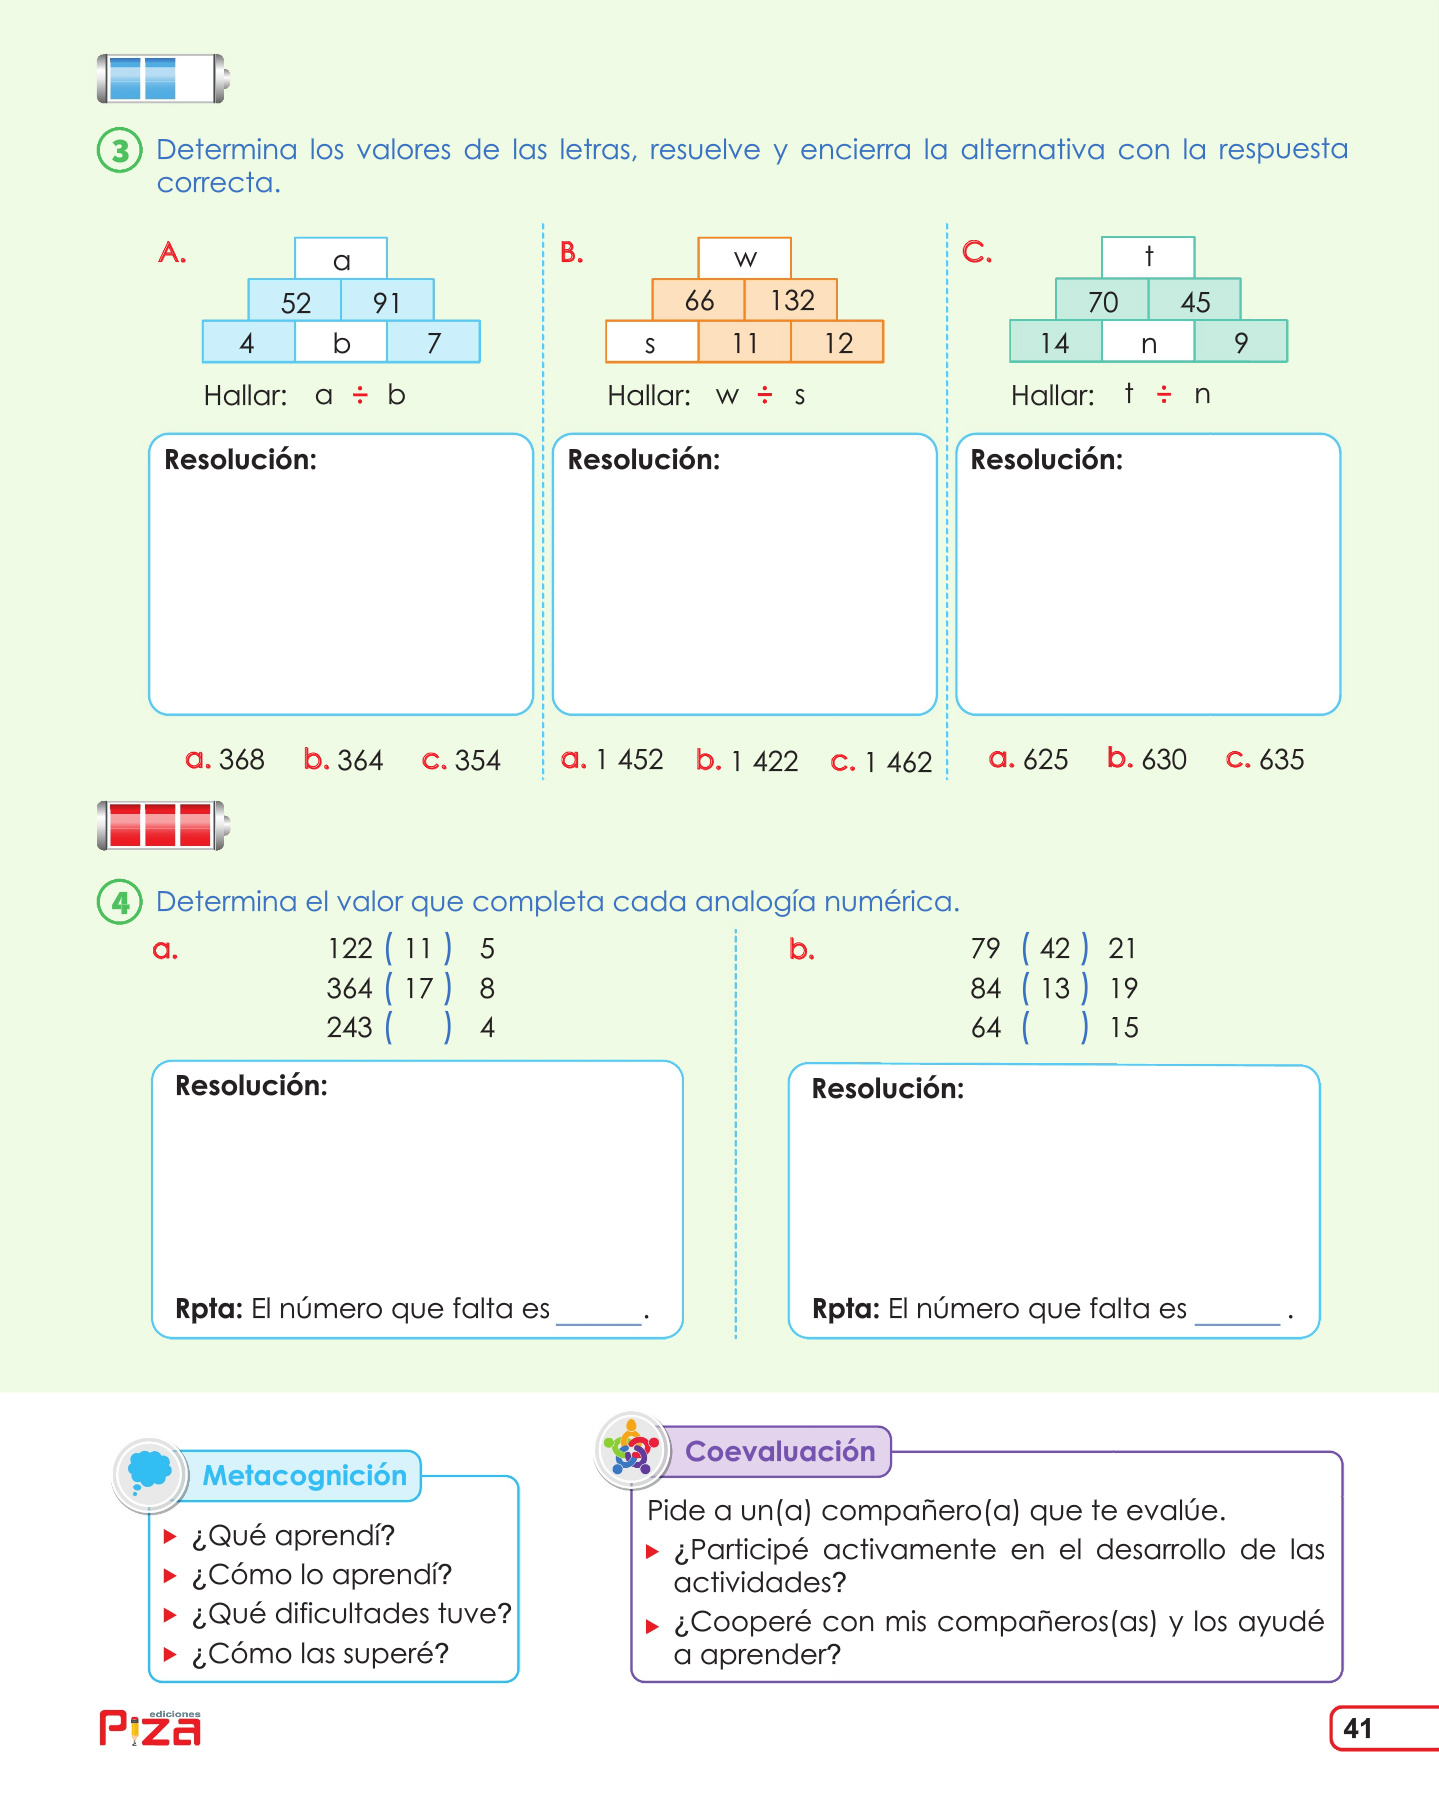 3 Determina los valores de las letras, resuelve y encierra la alternativa con la respuesta
correcta.
A.
a
52 91
4 b 7
Hallar: a ÷ b
Resolución:
a. 368 b. 364 c. 354
B.
w
66 132
s 11 12
Hallar: w ÷ s
Resolución:
a. 1 452 b. 1 422 c. 1 462
C.
t
70 45
14 n 9
Hallar: t ÷ n
Resolución:
a. 625 b. 630 c. 635
4 Determina el valor que completa cada analogía numérica.
a.
122 ( 11 ) 5
364 ( 17 ) 8
243 ( ) 4
Resolución:
Rpta: El número que falta es ______.
b.
79 ( 42 ) 21
84 ( 13 ) 19
64 ( ) 15
Resolución:
Rpta: El número que falta es ______ .
Metacognición
¿Qué aprendí?
¿Cómo lo aprendí?
¿Qué dificultades tuve?
¿Cómo las superé?
Coevaluación
Pide a un(a) compañero(a) que te evalúe.
¿Participé activamente en el desarrollo de las
actividades?
¿Cooperé con mis compañeros(as) y los ayudé
a aprender?
ediciones
Piza
41